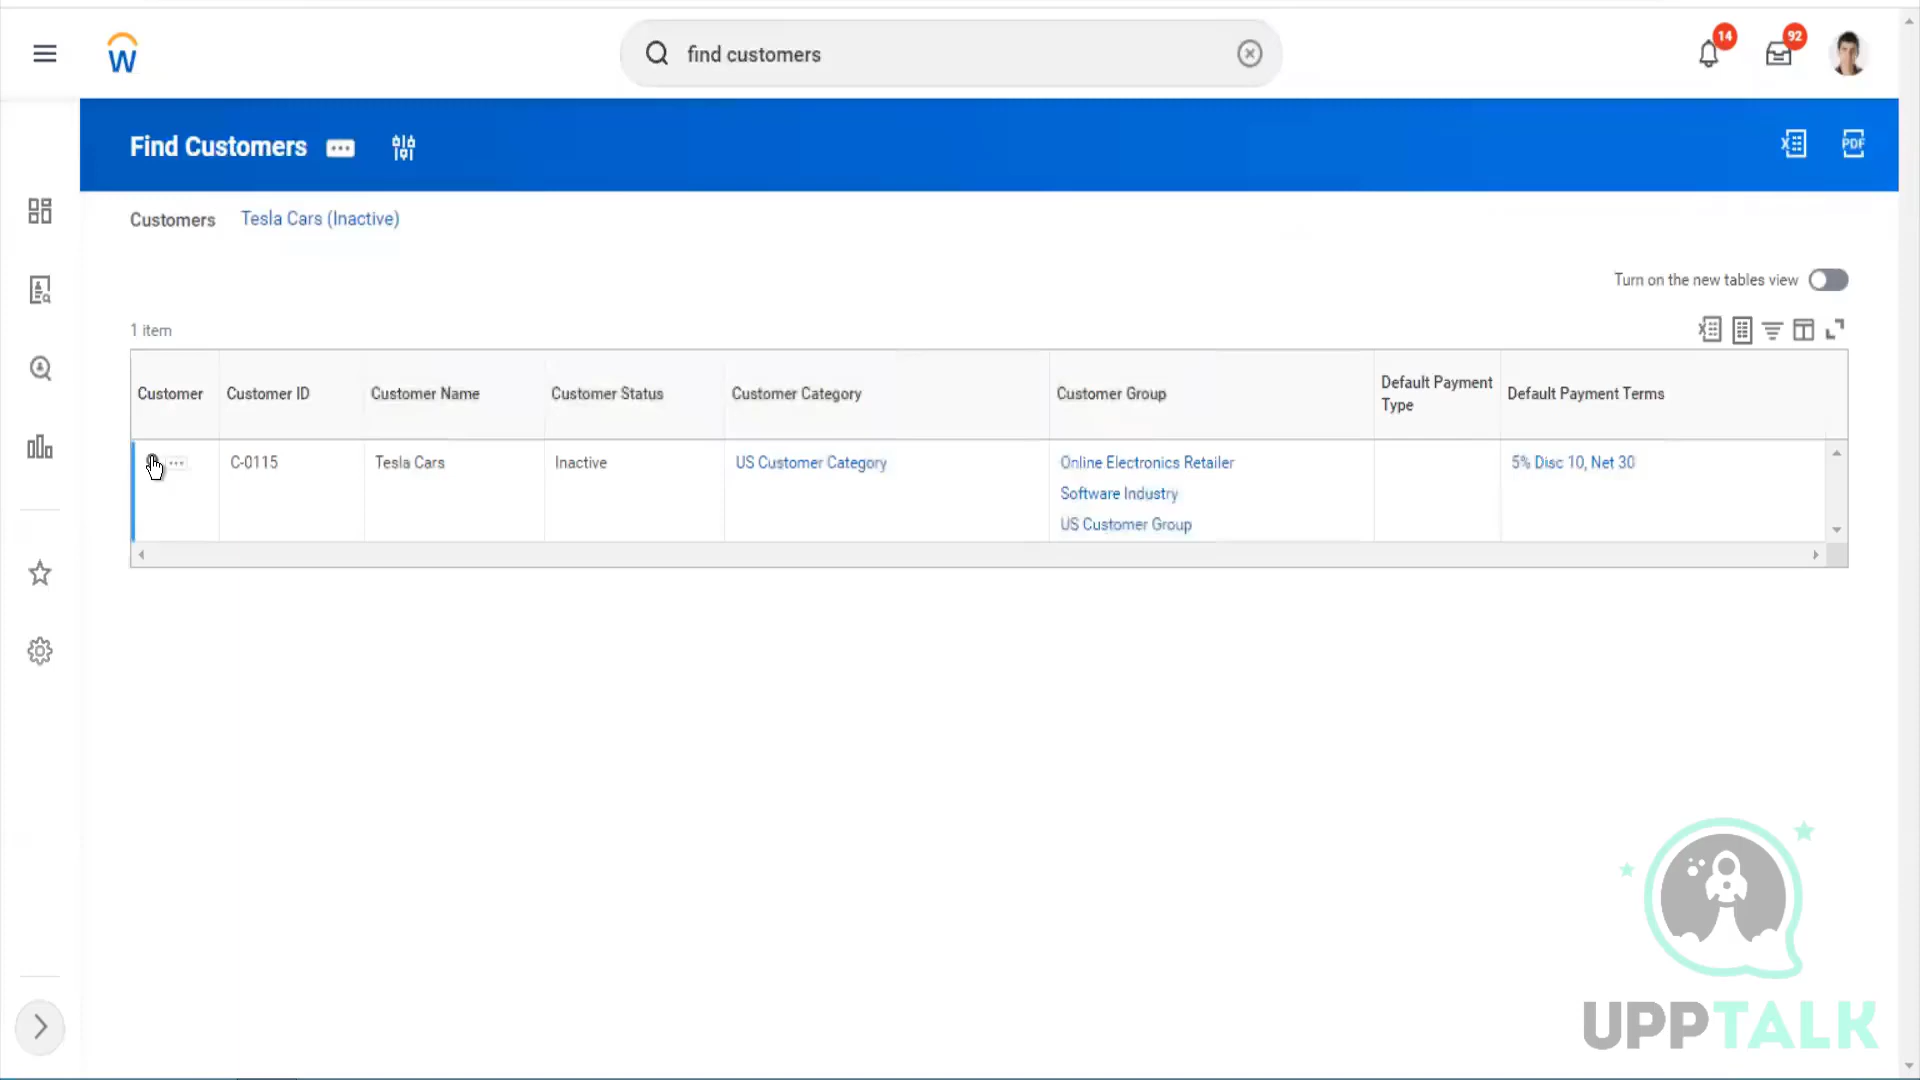 W
find customers
14
92
Find Customers
X
PDF
Customers
Tesla Cars (Inactive)
Turn on the new tables view
1 item
Customer
Customer ID
Customer Name
Customer Status
Customer Category
Customer Group
Default Payment
Type
Default Payment Terms
C-0115
Tesla Cars
Inactive
US Customer Category
Online Electronics Retailer
Software Industry
US Customer Group
5% Disc 10, Net 30
UPPTALK